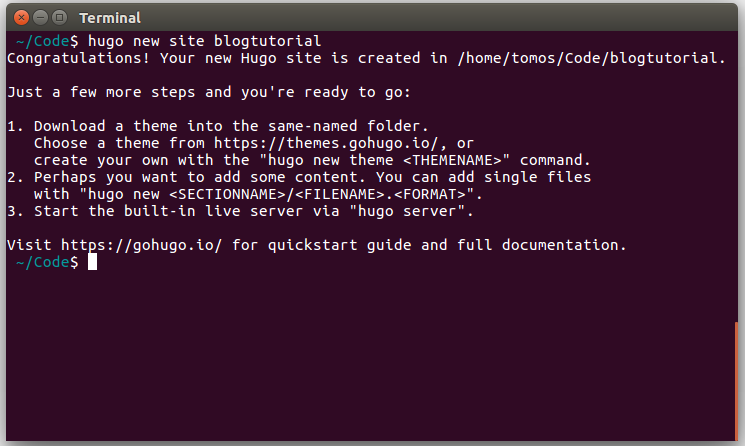 Terminal
~/Code$ hugo new site blogtutorial
Congratulations! Your new Hugo site is created in /home/tomos/Code/blogtutorial.
Just a few more steps and you're ready to go:
1. Download a theme into the same-named folder.
Choose a theme from https://themes.gohugo.io/, or
create your own with the "hugo new theme <THEMENAME>" command.
2. Perhaps you want to add some content. You can add single files
with "hugo new <SECTIONNAME>/<FILENAME>.<FORMAT>".
3. Start the built-in live server via "hugo server".
Visit https://gohugo.io/ for quickstart guide and full documentation.
~/Code$